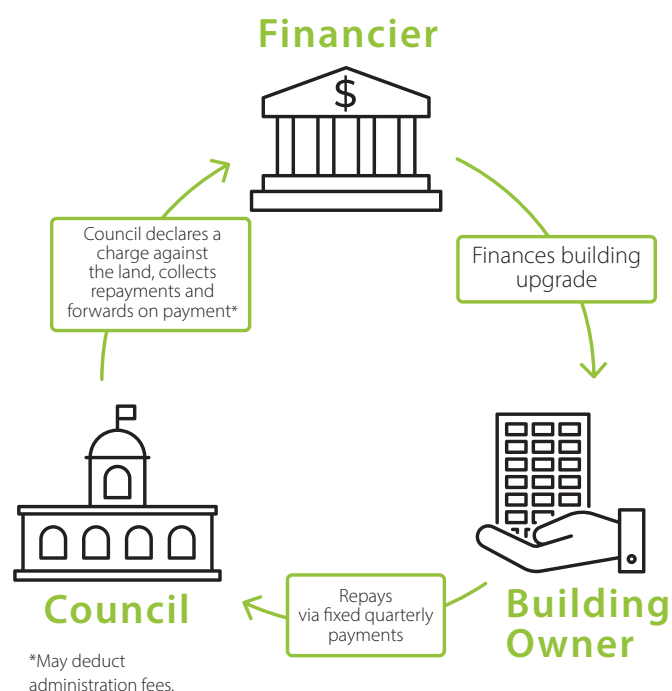 Financier
$
Council declares a
charge against
the land, collects
repayments and
forwards on payment*
Finances building
upgrade
Council
Repays
via fixed quarterly
payments
Building
Owner
*May deduct
administration fees.